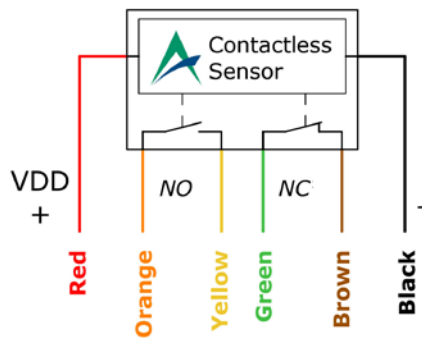 Contactless
Sensor
VDD
+
NO
NC
-
Red
Orange
Yellow
Green
Brown
Black